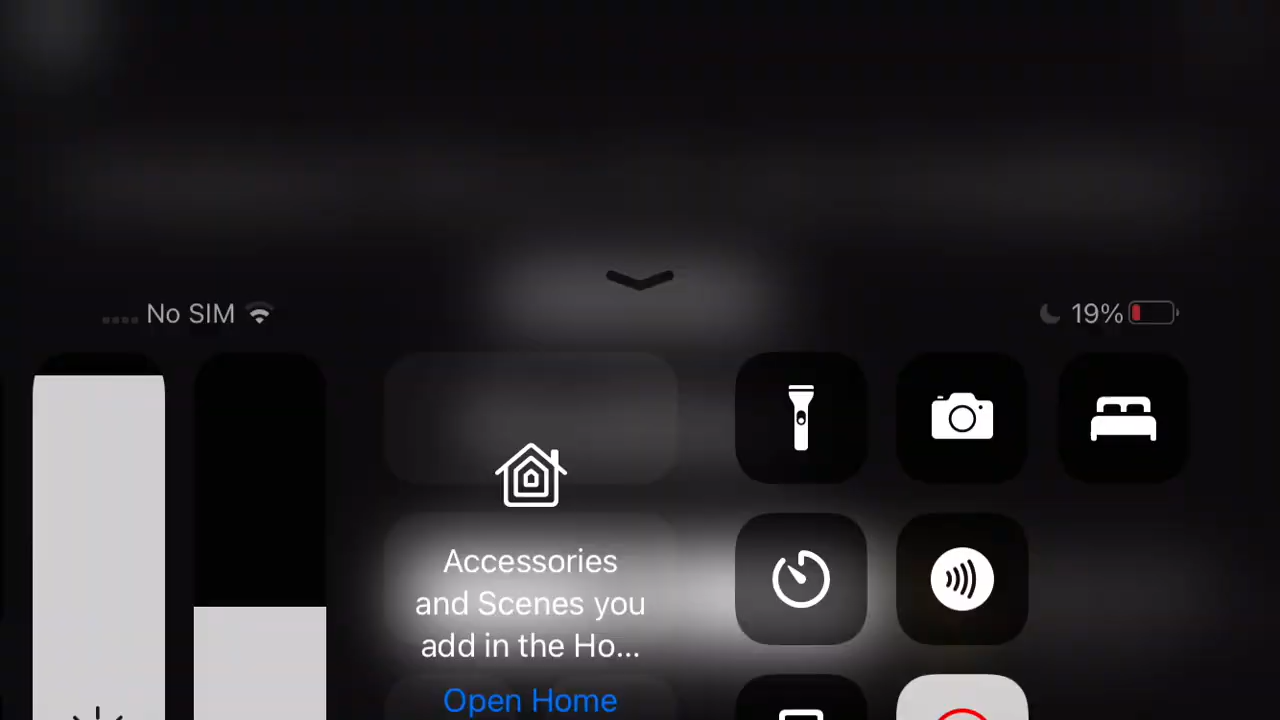 No SIM
19%
Accessories
and Scenes you
add in the Ho...
Open Home